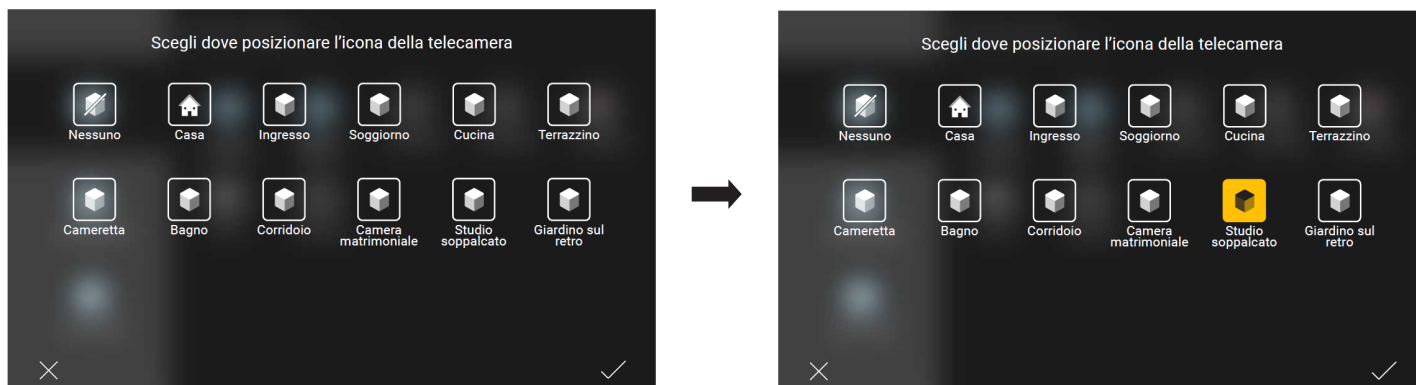 Scegli dove posizionare l'icona della telecamera
Nessuno
Casa
Ingresso
Soggiorno
Cucina
Terrazzino
Cameretta
Bagno
Corridoio
Camera
matrimoniale
Studio
soppalcato
Giardino sul
retro
Scegli dove posizionare l'icona della telecamera
Nessuno
Casa
Ingresso
Soggiorno
Cucina
Terrazzino
Cameretta
Bagno
Corridoio
Camera
matrimoniale
Studio
soppalcato
Giardino sul
retro